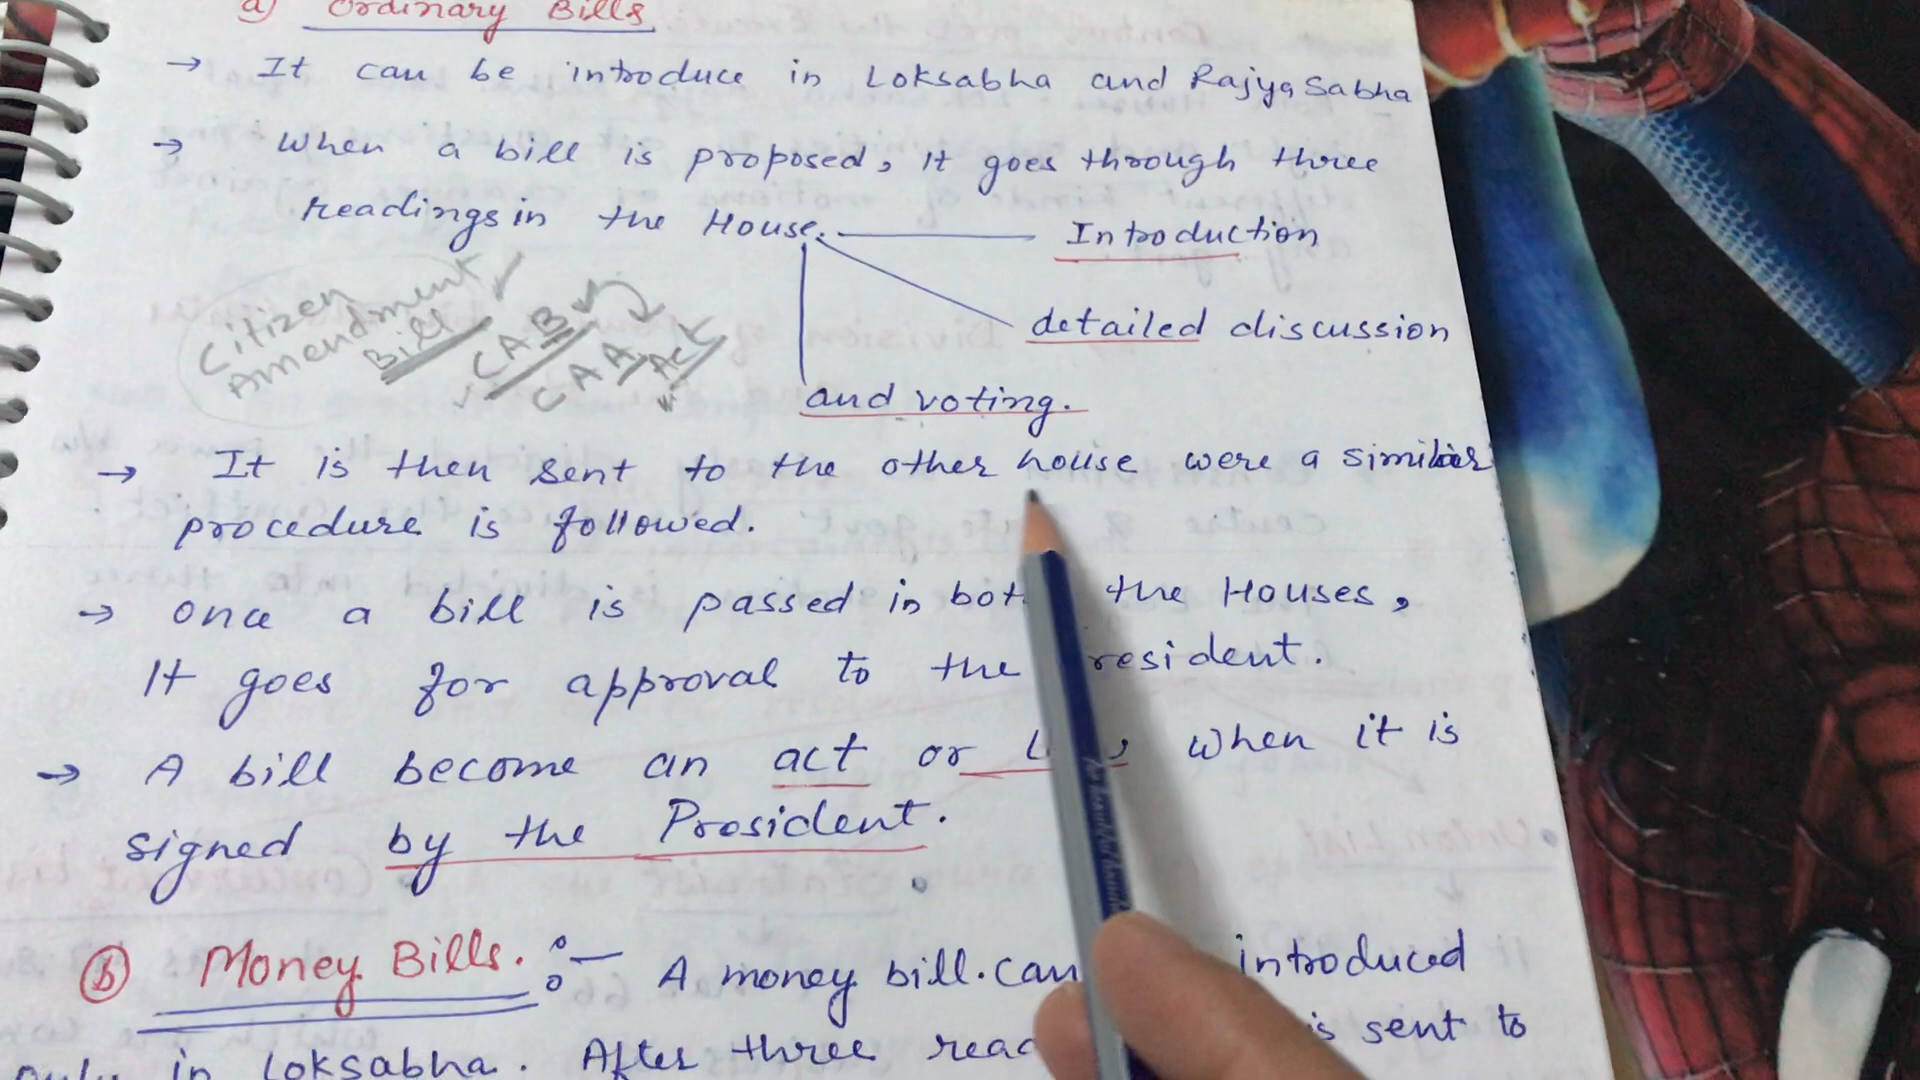 a) Ordinary Bills
→ It can be introduce in Loksabha and RajyaSabha
→ When a bill is proposed, It goes through three
readings in the House. Introduction
detailed discussion
and voting.
Citizen
Amendment
Bill
CAB
CAA Act
→ It is then sent to the other house were a similar
procedure is followed.
→ once a bill is passed in both the Houses,
It goes for approval to the resident.
→ A bill become an act or L , when it is
signed by the President.
(b) Money Bills. :- A money bill. can introduced
only in Loksabha. After three reac is sent to